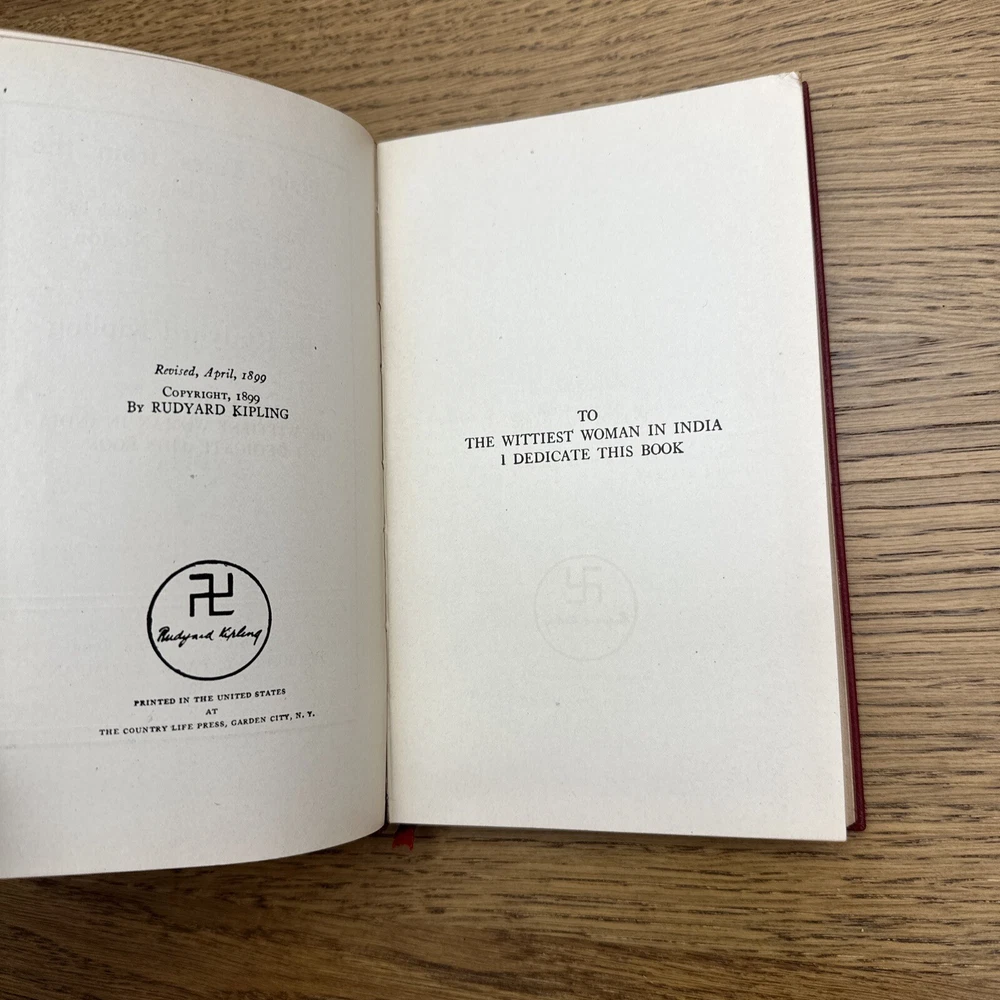 Revised, April, 1899
COPYRIGHT, 1899
BY RUDYARD KIPLING
Rudyard Kipling
PRINTED IN THE UNITED STATES
AT
THE COUNTRY LIFE PRESS, GARDEN CITY, N. Y.
TO
THE WITTIEST WOMAN IN INDIA
I DEDICATE THIS BOOK